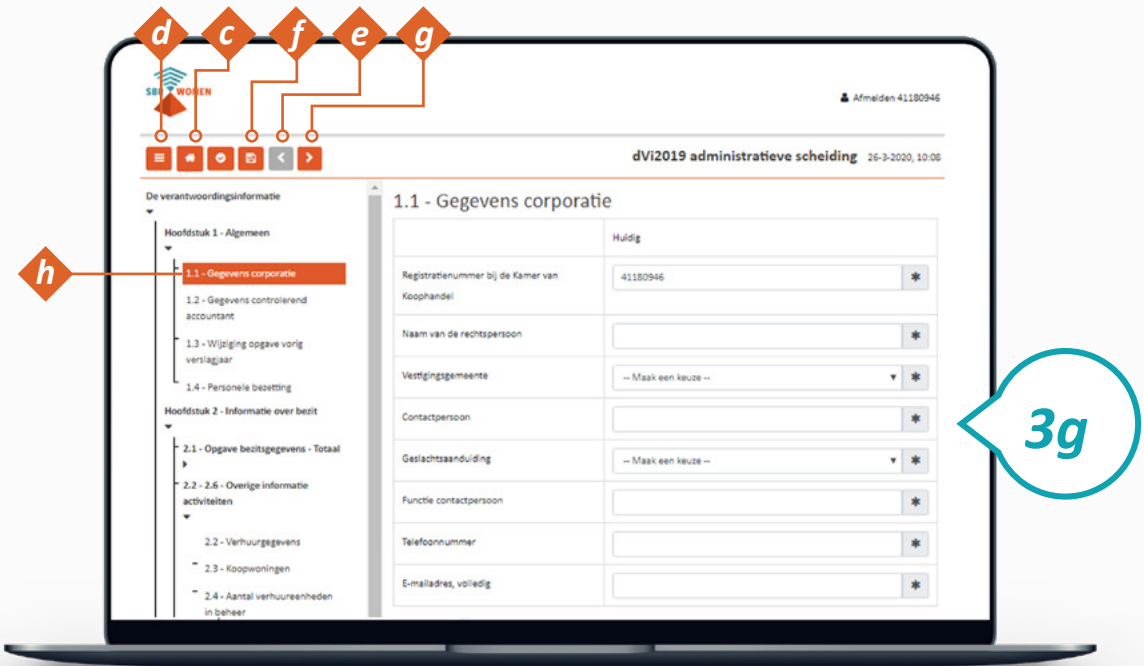 d c f e g
SBR WONEN
Afmelden 41180946
dVi2019 administratieve scheiding 26-3-2020, 10:08
De verantwoordingsinformatie
Hoofdstuk 1 - Algemeen
h
1.1 - Gegevens corporatie
1.2 - Gegevens controlerend
accountant
1.3 - Wijziging opgave vorig
verslagjaar
1.4 - Personele bezetting
Hoofdstuk 2 - Informatie over bezit
2.1 - Opgave bezitsgegevens - Totaal
2.2 - 2.6 - Overige informatie
activiteiten
2.2 - Verhuurgegevens
2.3 - Koopwoningen
2.4 - Aantal verhuureenheden
in beheer
1.1 - Gegevens corporatie
Huidig
Registratienummer bij de Kamer van
Koophandel
41180946
Naam van de rechtspersoon
Vestigingsgemeente
-- Maak een keuze --
Contactpersoon
Geslachtsaanduiding
-- Maak een keuze --
Functie contactpersoon
Telefoonnummer
E-mailadres, volledig
3g